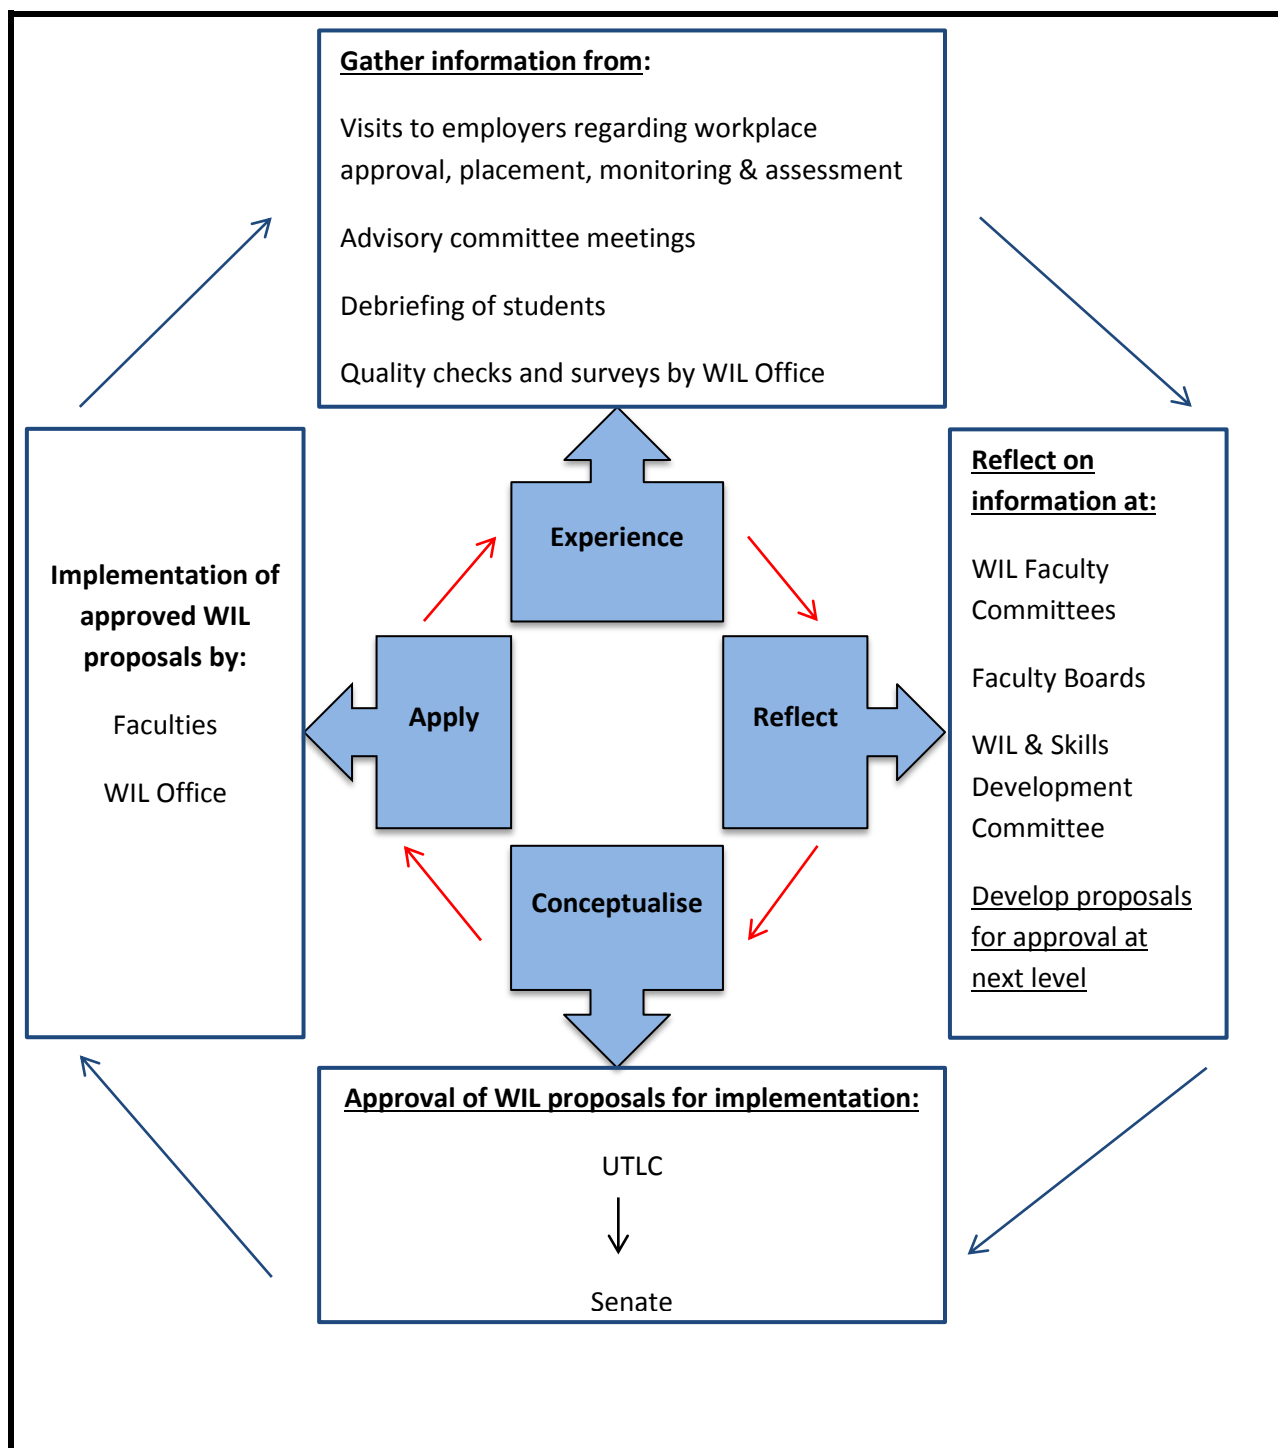 Gather information from:
Visits to employers regarding workplace
approval, placement, monitoring & assessment
Advisory committee meetings
Debriefing of students
Quality checks and surveys by WIL Office
Experience
Reflect
Conceptualise
Apply
Reflect on
information at:
WIL Faculty
Committees
Faculty Boards
WIL & Skills
Development
Committee
Develop proposals
for approval at
next level
Approval of WIL proposals for implementation:
UTLC
Senate
Implementation of
approved WIL
proposals by:
Faculties
WIL Office